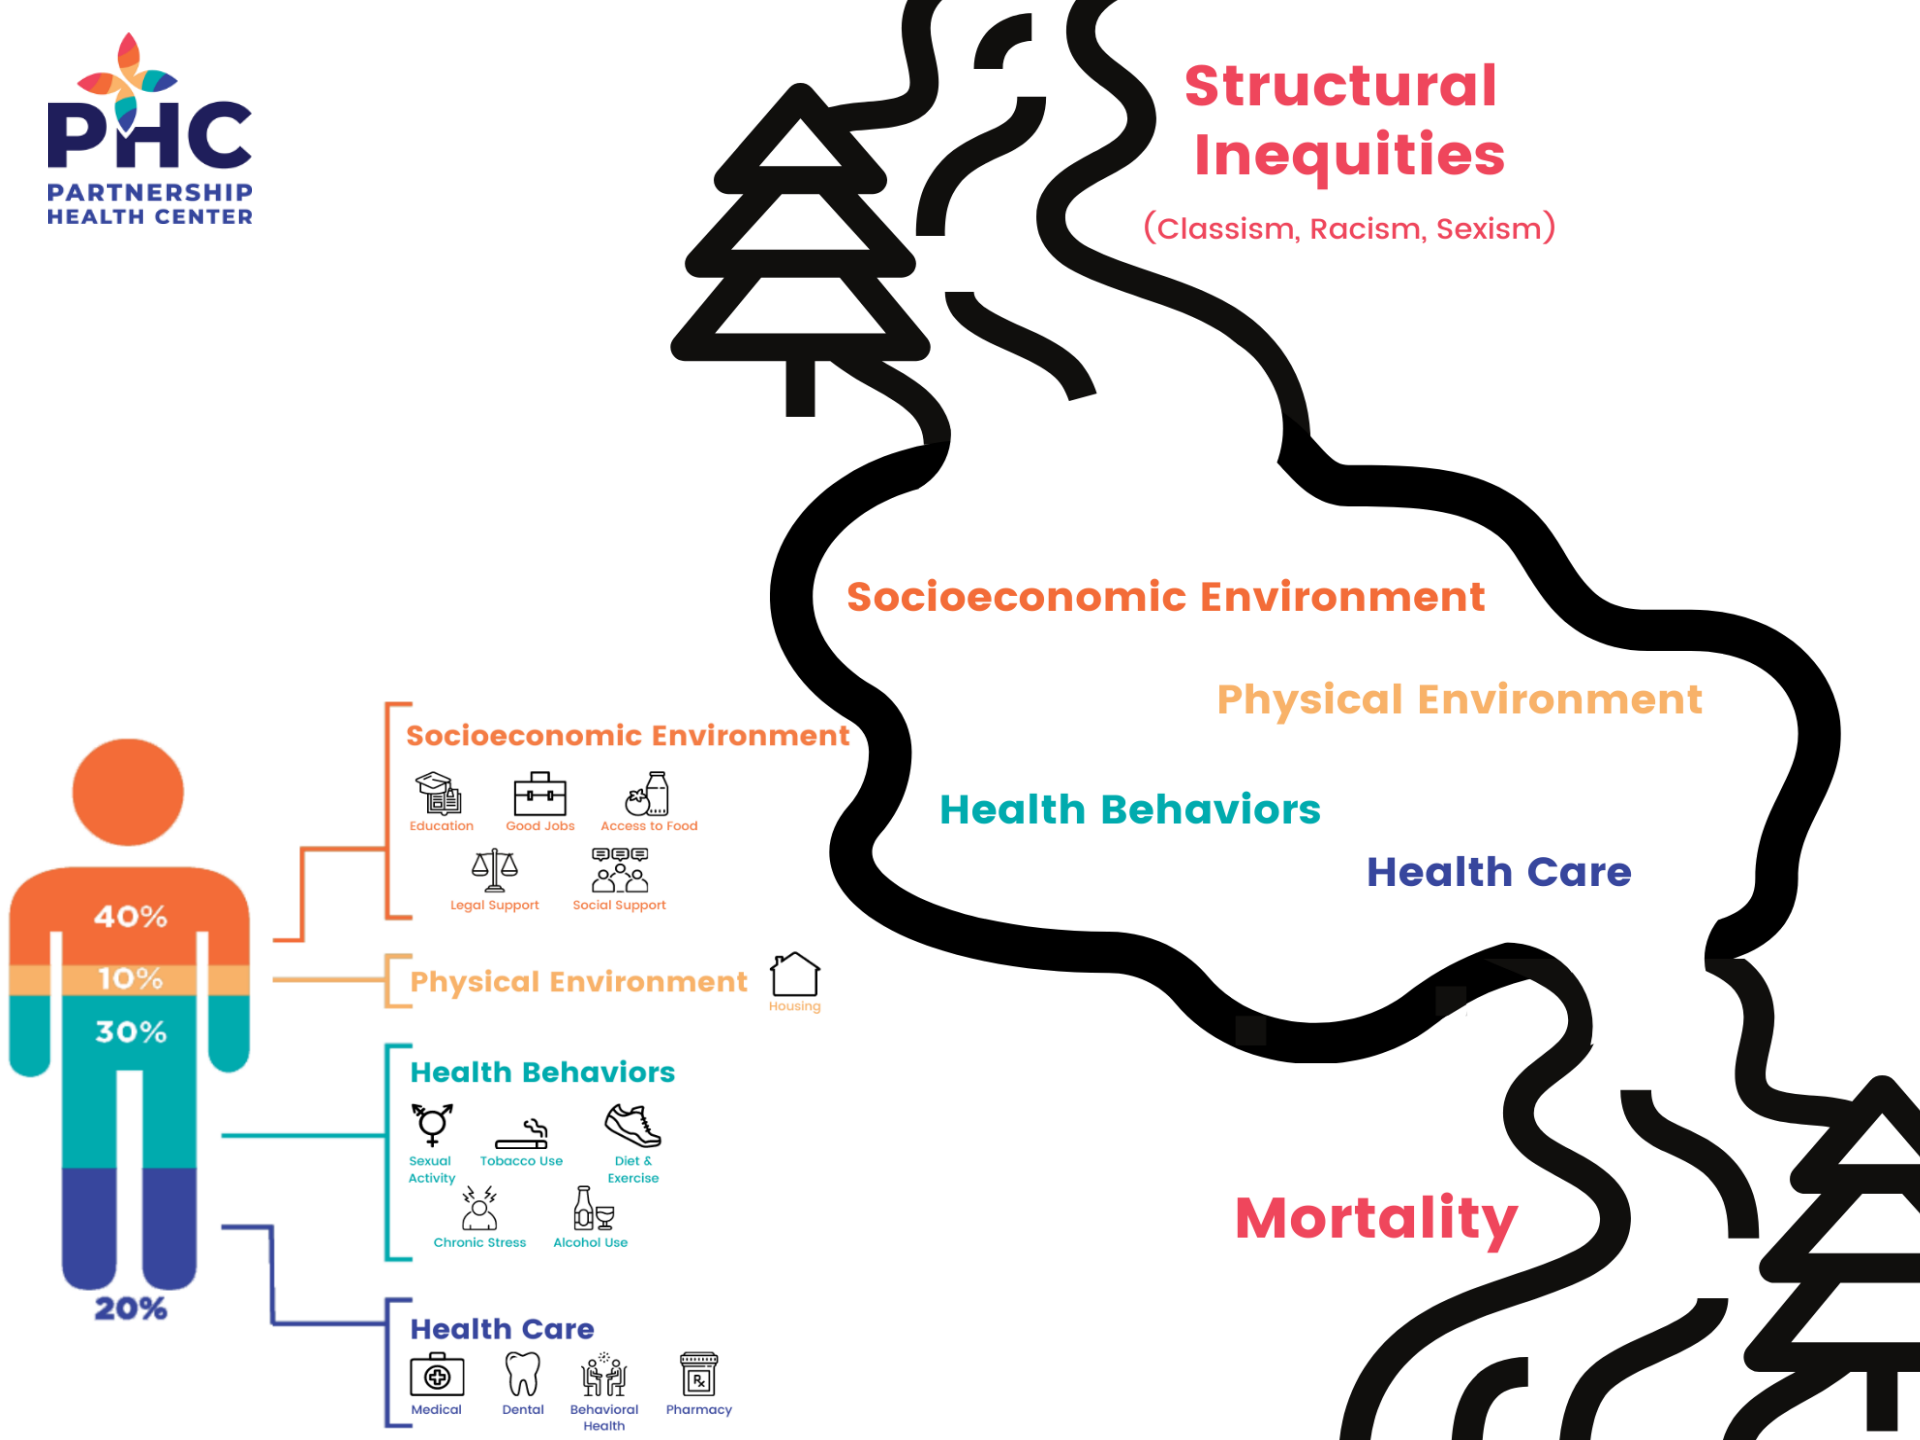 PHC
PARTNERSHIP
HEALTH CENTER
Structural
Inequities
(Classism, Racism, Sexism)
Socioeconomic Environment
Physical Environment
Health Behaviors
Health Care
Mortality
40%
10%
30%
20%
Socioeconomic Environment
Education
Good Jobs
Access to Food
Legal Support
Social Support
Physical Environment
Housing
Health Behaviors
Sexual
Activity
Tobacco Use
Diet &
Exercise
Chronic Stress
Alcohol Use
Health Care
Medical
Dental
Behavioral
Health
Rx
Pharmacy